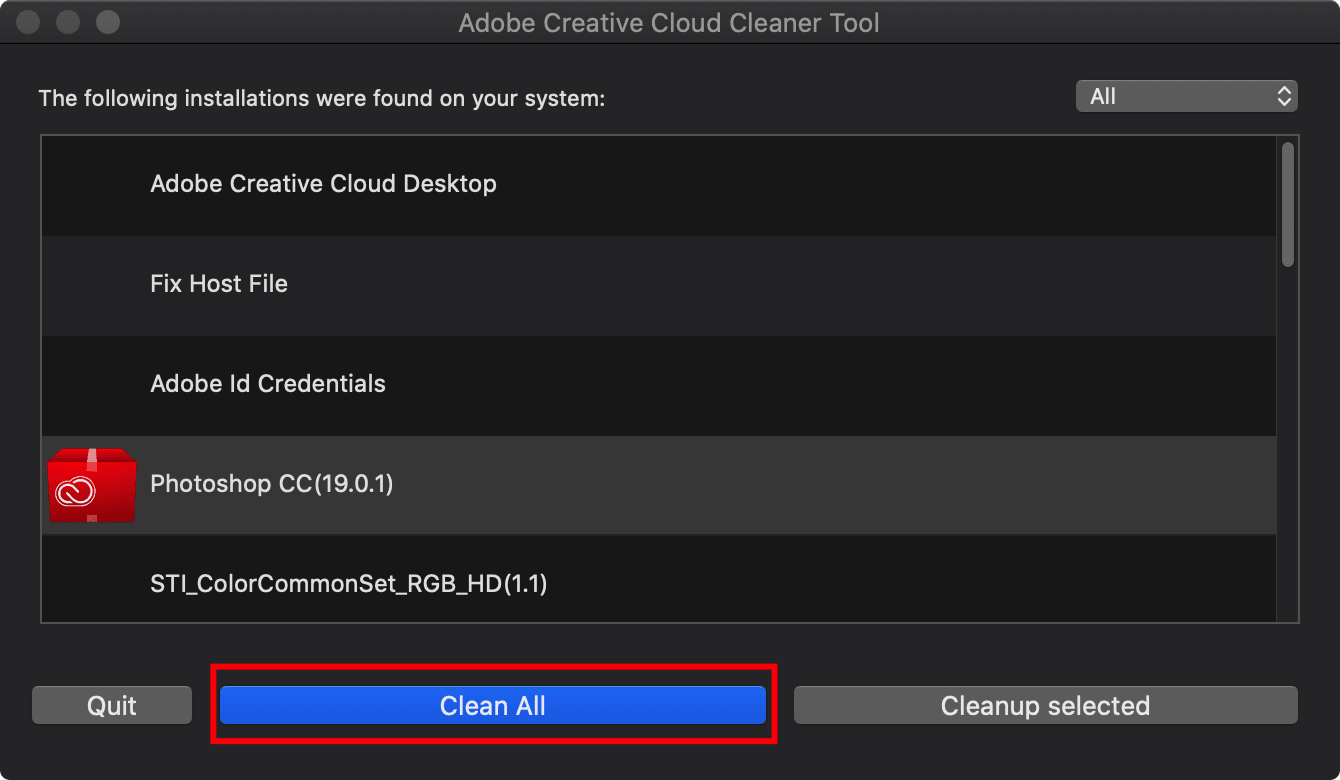 Adobe Creative Cloud Cleaner Tool
The following installations were found on your system:
All
Adobe Creative Cloud Desktop
Fix Host File
Adobe Id Credentials
Photoshop CC(19.0.1)
STI_ColorCommonSet_RGB_HD(1.1)
Quit
Clean All
Cleanup selected